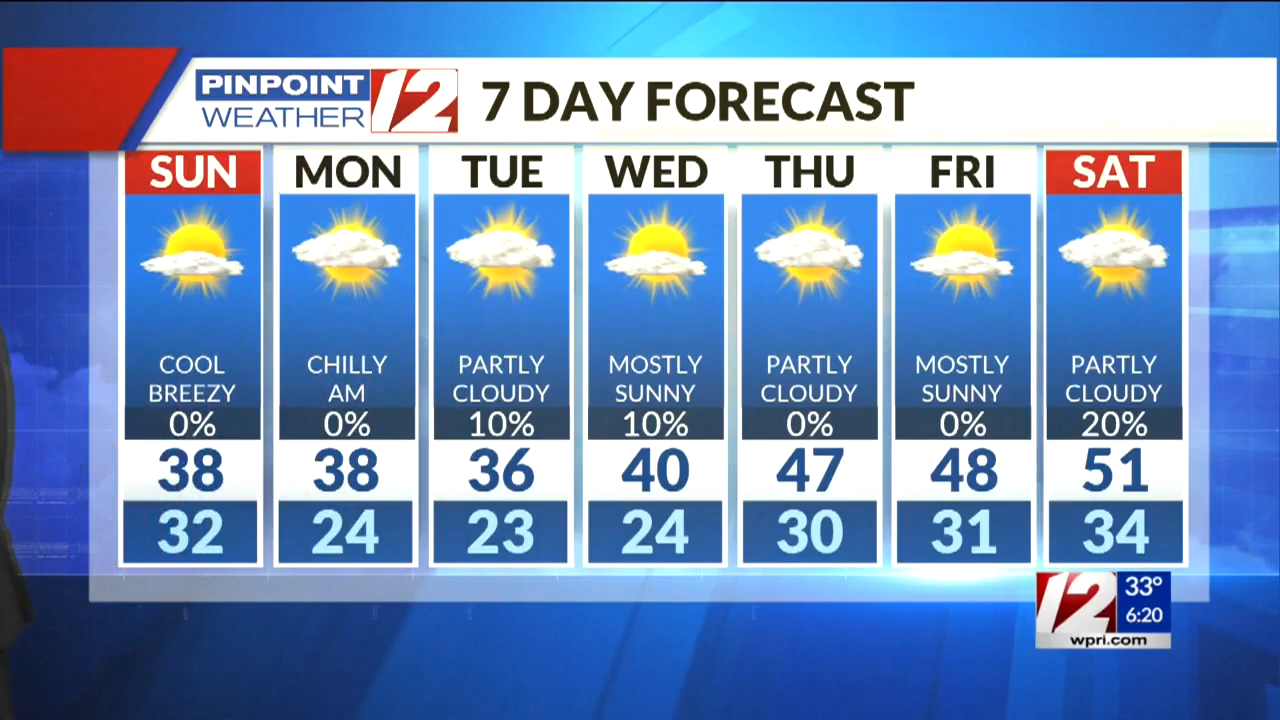 PINPOINT
WEATHER
12
7 DAY FORECAST
SUN
MON
TUE
WED
THU
FRI
SAT
COOL
BREEZY
CHILLY
AM
PARTLY
CLOUDY
MOSTLY
SUNNY
PARTLY
CLOUDY
MOSTLY
SUNNY
PARTLY
CLOUDY
0%
0%
10%
10%
0%
0%
20%
38
38
36
40
47
48
51
32
24
23
24
30
31
34
12
33°
6:20
wpri.com